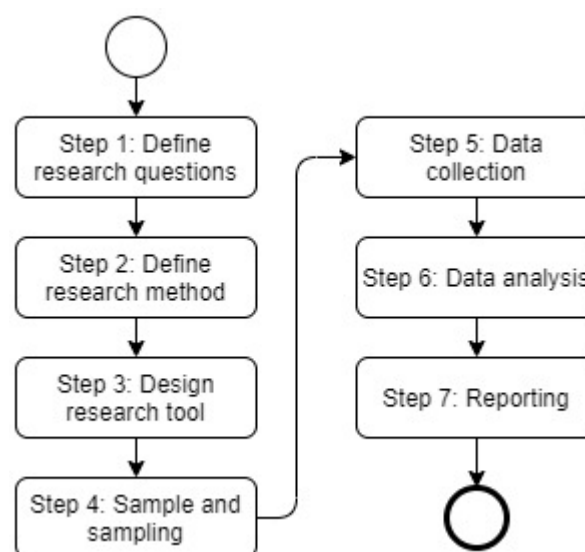 Step 1: Define
research questions
Step 2: Define
research method
Step 3: Design
research tool
Step 4: Sample and
sampling
Step 5: Data
collection
Step 6: Data analysis
Step 7: Reporting